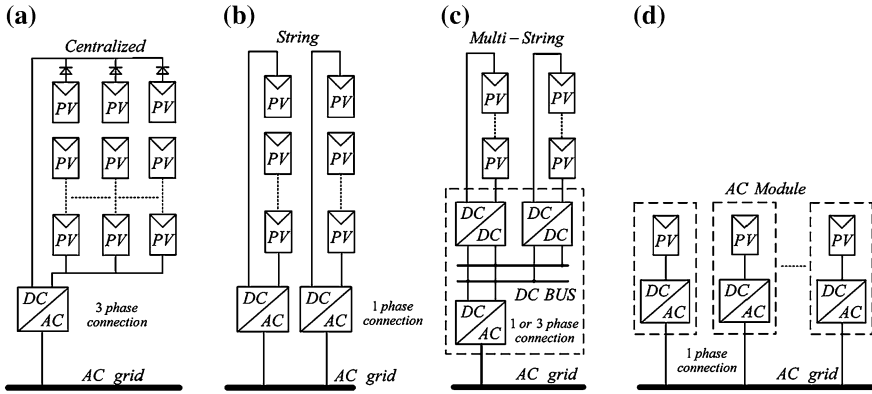 (a)
Centralized
PV PV PV
PV PV PV
PV PV PV
DC
AC
3 phase
connection
AC grid
(b)
String
PV PV
PV PV
PV PV
DC DC
AC AC
1 phase
connection
AC grid
(c)
Multi-String
PV PV
PV PV
DC DC
DC DC
DC BUS
DC
AC
1 or 3 phase
connection
AC grid
(d)
AC Module
PV PV PV
DC DC DC
AC AC AC
1 phase
connection
AC grid